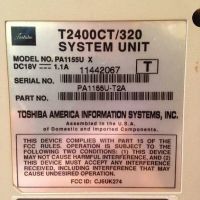 Toshiba
T2400CT/320
SYSTEM UNIT
MODEL NO. PA1155U X
DC18V 1.1A
T
11442067
SERIAL NO.
PA1155U-T2A
PART NO.
TOSHIBA AMERICA INFORMATION SYSTEMS, INC.
Assembled in the U.S.A.
of Domestic and Imported Components.
THIS DEVICE COMPLIES WITH PART 15 OF THE
FCC RULES. OPERATION IS SUBJECT TO THE
FOLLOWING TWO CONDITIONS: (1) THIS DEVICE
MAY NOT CAUSE HARMFUL INTERFERENCE, AND (2)
THIS DEVICE MUST ACCEPT ANY INTERFERENCE
RECEIVED, INCLUDING INTERFERENCE THAT MAY
CAUSE UNDESIRED OPERATION.
FCC ID: CJ5UK274